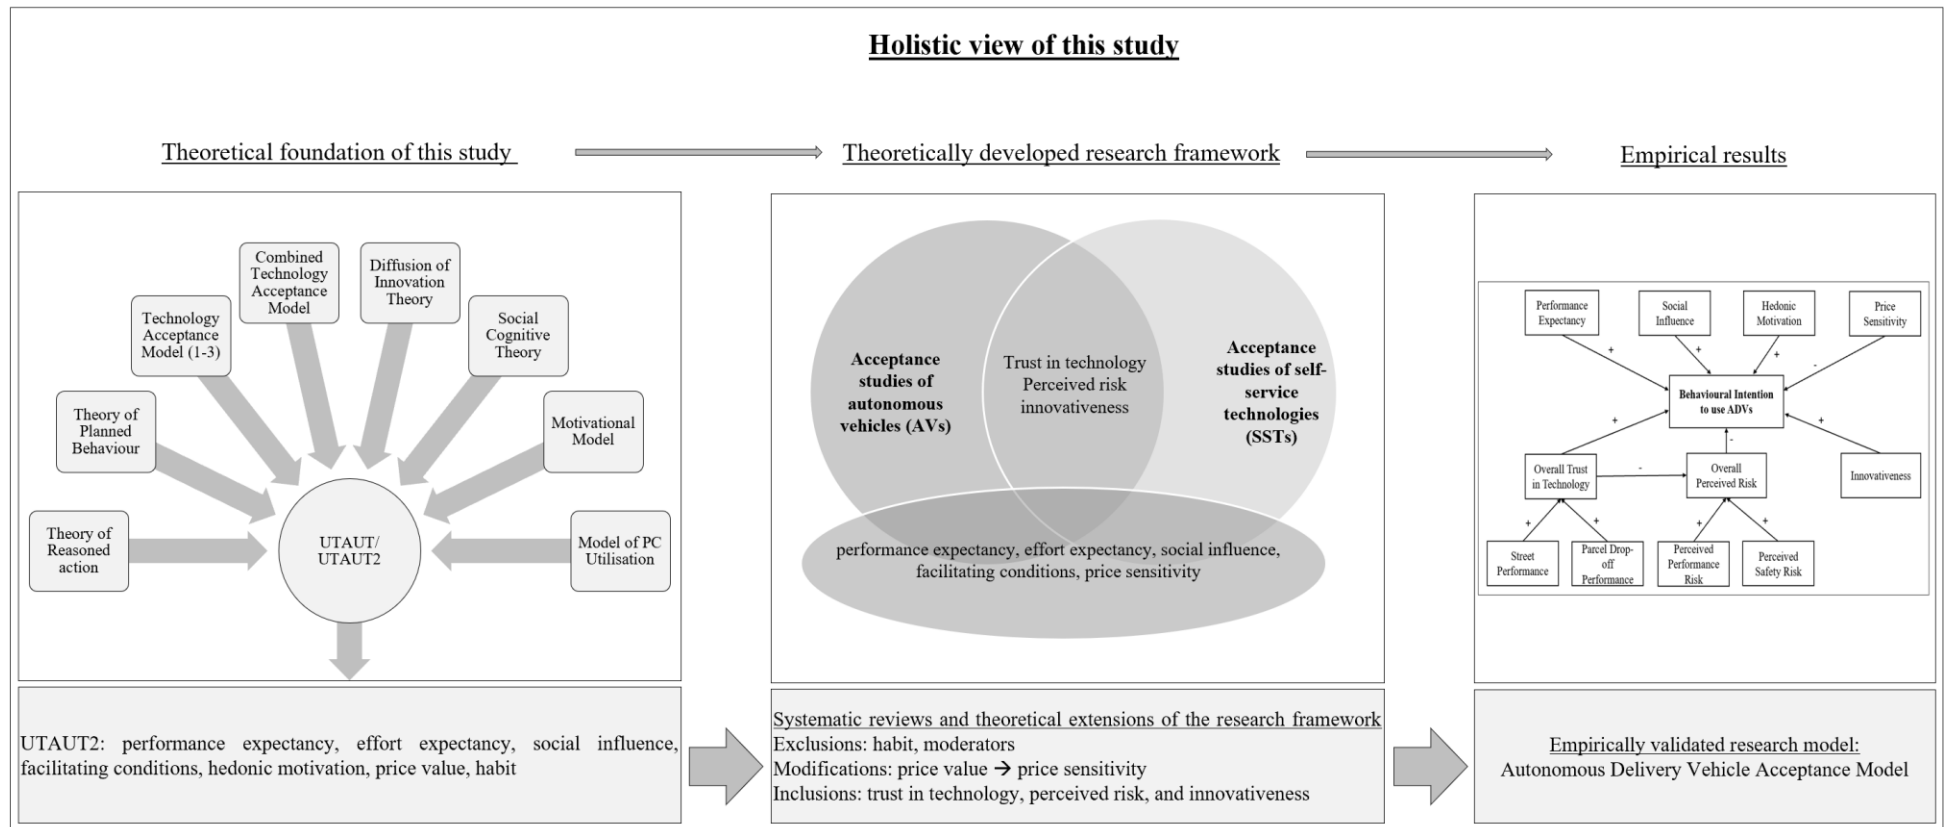 Holistic view of this study
Theoretical foundation of this study
Theoretically developed research framework
Empirical results
Combined
Technology
Acceptance
Model
Diffusion of
Innovation
Theory
Technology
Acceptance
Model (1-3)
Social
Cognitive
Theory
Theory of
Planned
Behaviour
Motivational
Model
Theory of
Reasoned
action
UTAUT/
UTAUT2
Model of PC
Utilisation
UTAUT2: performance expectancy, effort expectancy, social influence,
facilitating conditions, hedonic motivation, price value, habit
Acceptance
studies of
autonomous
vehicles (AVs)
Trust in technology
Perceived risk
innovativeness
Acceptance
studies of self-
service
technologies
(SSTs)
performance expectancy, effort expectancy, social influence,
facilitating conditions, price sensitivity
Systematic reviews and theoretical extensions of the research framework
Exclusions: habit, moderators
Modifications: price value → price sensitivity
Inclusions: trust in technology, perceived risk, and innovativeness
Performance
Expectancy
Social
Influence
Hedonic
Motivation
Price
Sensitivity
+
+
+
-
Behavioural Intention
to use ADVs
+
-
+
Overall Trust
in Technology
-
Overall
Perceived Risk
Innovativeness
+
+
+
+
Street
Performance
Parcel Drop-
off
Performance
Perceived
Performance
Risk
Perceived
Safety Risk
Empirically validated research model:
Autonomous Delivery Vehicle Acceptance Model